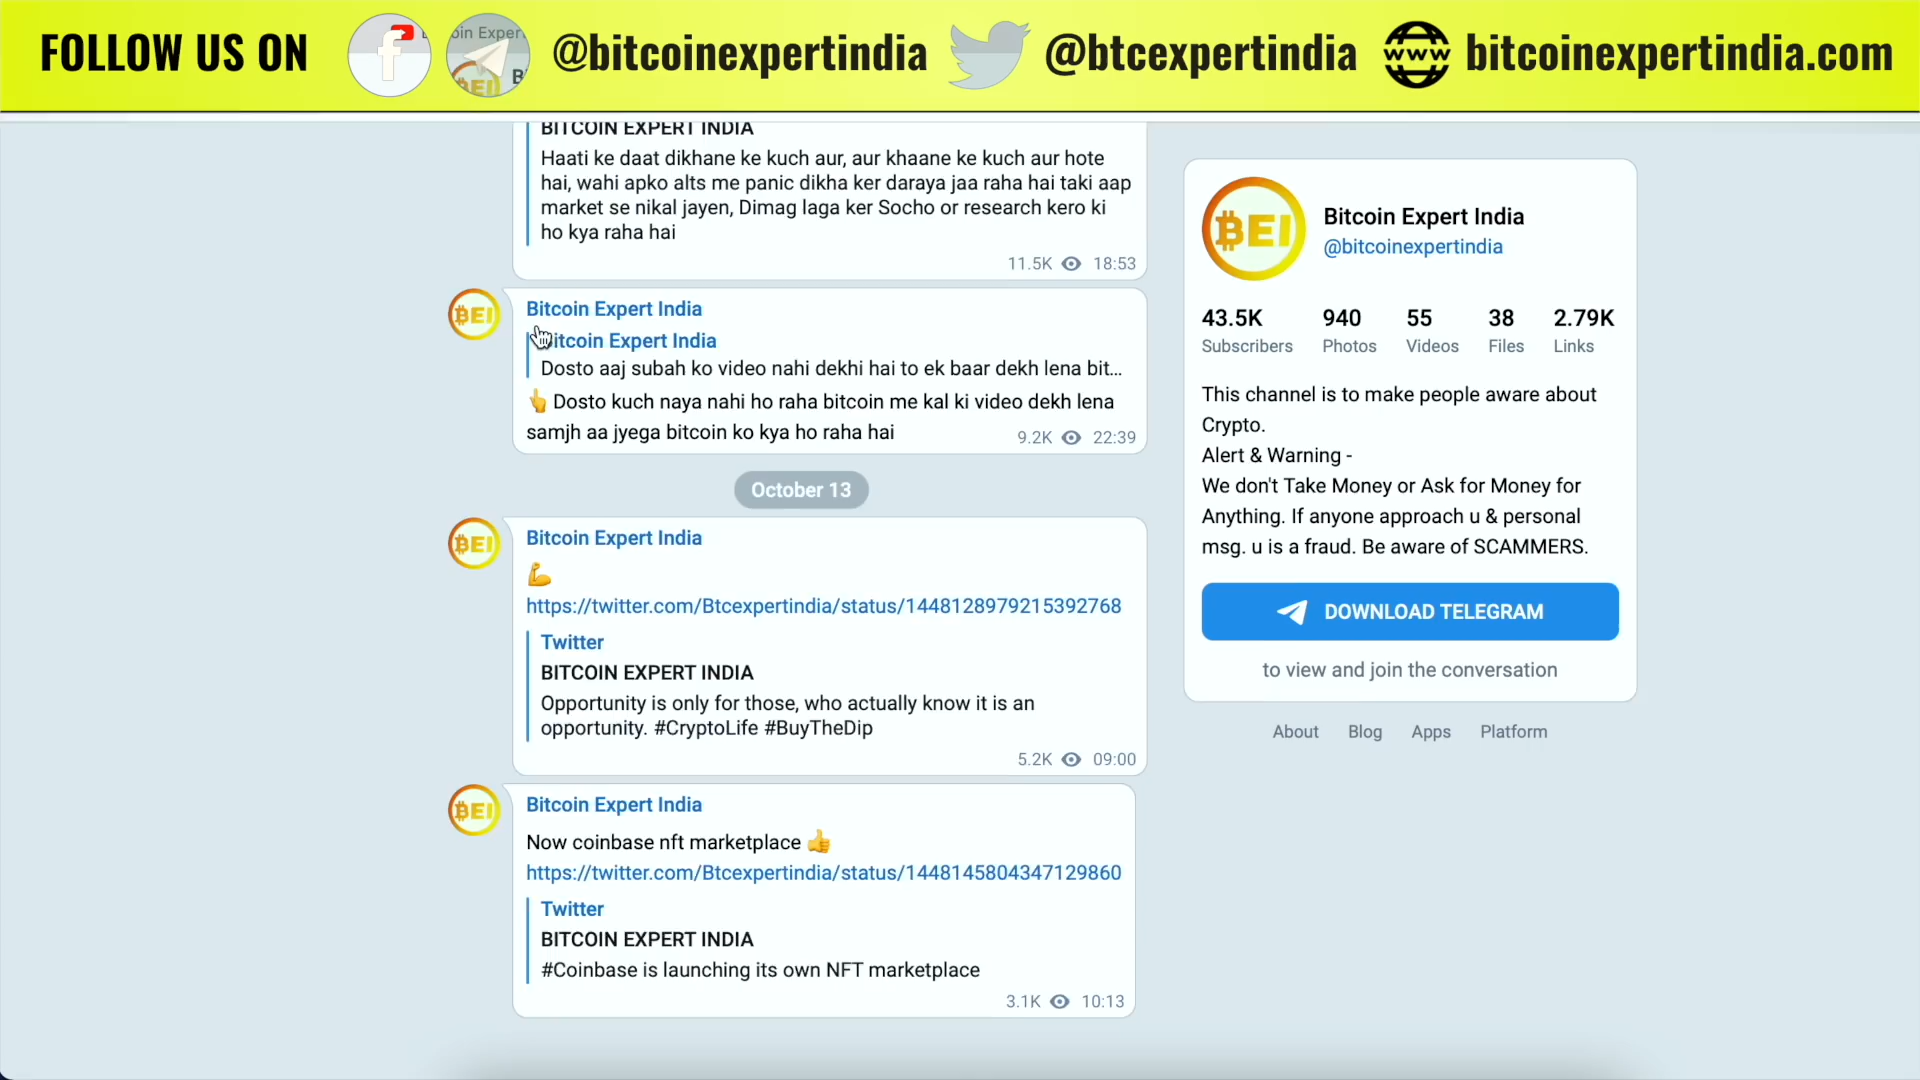 FOLLOW US ON @bitcoinexpertindia @btcexpertindia www bitcoinexpertindia.com
BITCOIN EXPERT INDIA
Haati ke daat dikhane ke kuch aur, aur khaane ke kuch aur hote
hai, wahi apko alts me panic dikha ker daraya jaa raha hai taki aap
market se nikal jayen, Dimag laga ker Socho or research kero ki
ho kya raha hai
11.5K 18:53
BEI
Bitcoin Expert India
Bitcoin Expert India
Dosto aaj subah ko video nahi dekhi hai to ek baar dekh lena bit...
👆 Dosto kuch naya nahi ho raha bitcoin me kal ki video dekh lena
samjh aa jyega bitcoin ko kya ho raha hai
9.2K 22:39
October 13
BEI
Bitcoin Expert India
💪
https://twitter.com/Btcexpertindia/status/1448128979215392768
Twitter
BITCOIN EXPERT INDIA
Opportunity is only for those, who actually know it is an
opportunity. #CryptoLife #BuyTheDip
5.2K 09:00
BEI
Bitcoin Expert India
Now coinbase nft marketplace 👍
https://twitter.com/Btcexpertindia/status/1448145804347129860
Twitter
BITCOIN EXPERT INDIA
#Coinbase is launching its own NFT marketplace
3.1K 10:13
BEI
Bitcoin Expert India
@bitcoinexpertindia
43.5K 940 55 38 2.79K
Subscribers Photos Videos Files Links
This channel is to make people aware about
Crypto.
Alert & Warning -
We don't Take Money or Ask for Money for
Anything. If anyone approach u & personal
msg. u is a fraud. Be aware of SCAMMERS.
DOWNLOAD TELEGRAM
to view and join the conversation
About Blog Apps Platform